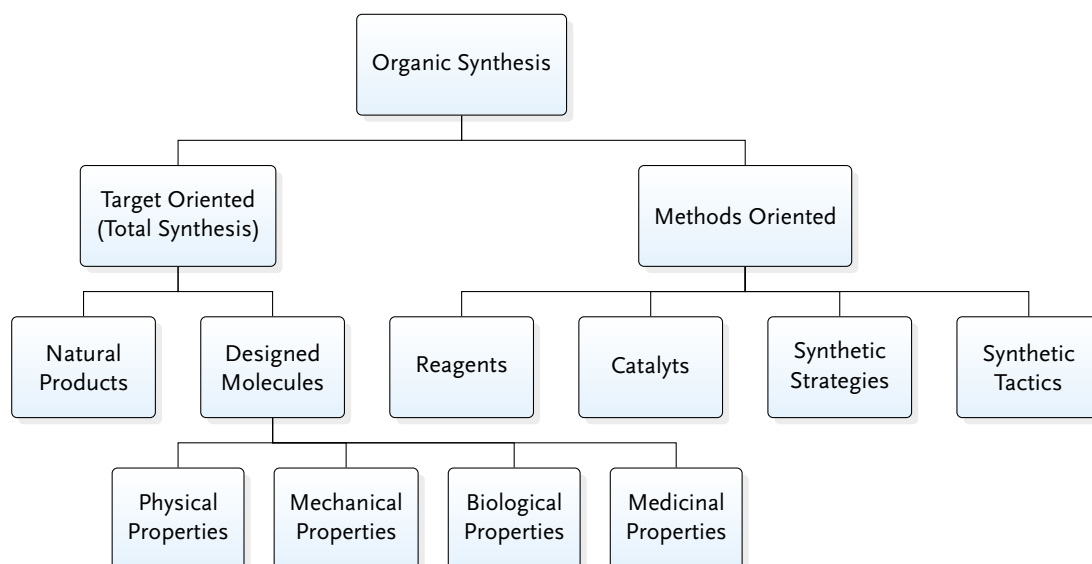 Organic Synthesis
Target Oriented
(Total Synthesis)
Methods Oriented
Natural
Products
Designed
Molecules
Reagents
Catalyts
Synthetic
Strategies
Synthetic
Tactics
Physical
Properties
Mechanical
Properties
Biological
Properties
Medicinal
Properties